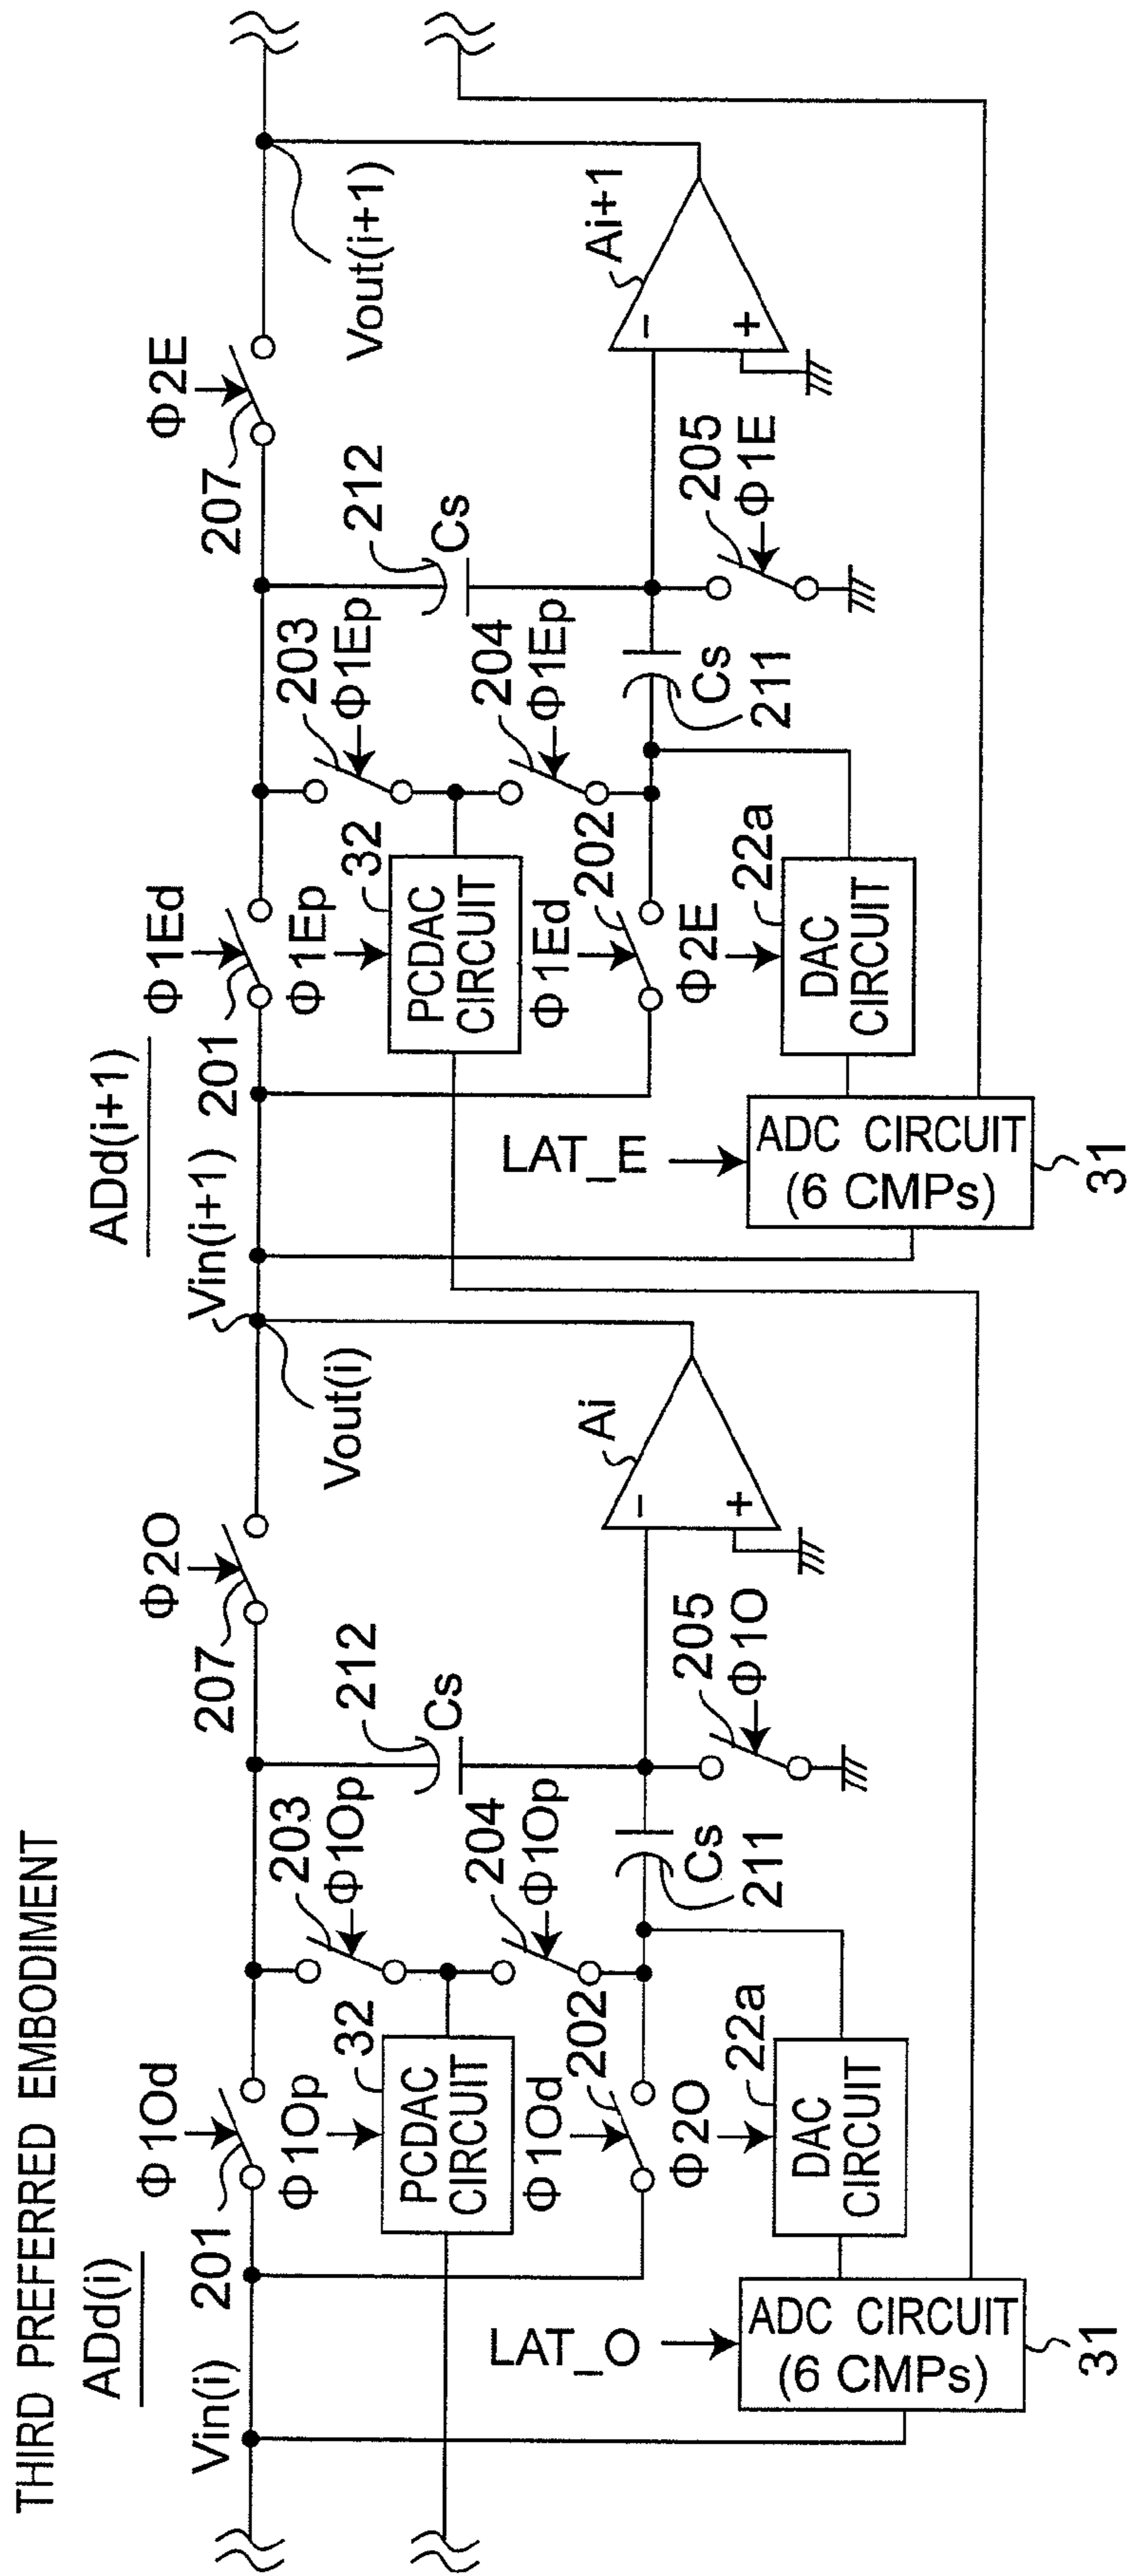 THIRD PREFERRED EMBODIMENT
ADd(i)
Vin(i)
201
Φ1Od
Φ1Op
32
PCDAC
CIRCUIT
203
Φ1Op
204
Φ1Op
Φ1Od
202
Φ2O
22a
DAC
CIRCUIT
LAT_O
ADC CIRCUIT
(6 CMPs)
31
212
Cs
Cs
211
205
Φ1O
207
Φ2O
Ai
-
+
Vout(i)
ADd(i+1)
Vin(i+1)
201
Φ1Ed
Φ1Ep
32
PCDAC
CIRCUIT
203
Φ1Ep
204
Φ1Ep
Φ1Ed
202
Φ2E
22a
DAC
CIRCUIT
LAT_E
ADC CIRCUIT
(6 CMPs)
31
212
Cs
Cs
211
205
Φ1E
207
Φ2E
Ai+1
-
+
Vout(i+1)